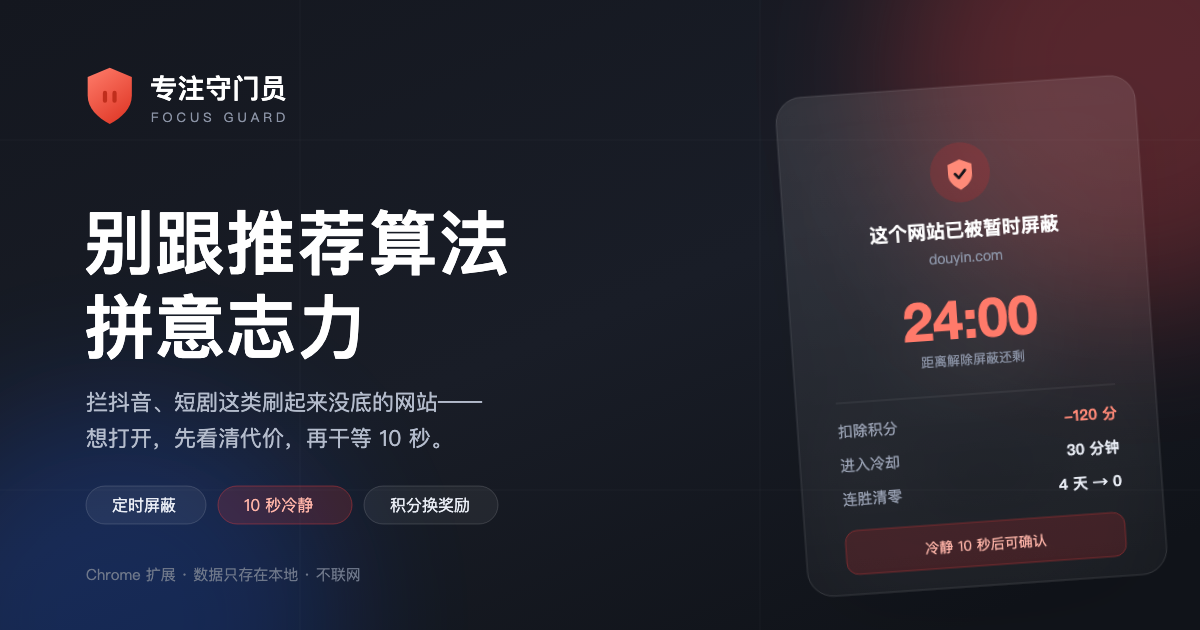 专注守门员
FOCUS GUARD
别跟推荐算法
拼意志力
拦抖音、短剧这类刷起来没底的网站——
想打开，先看清代价，再干等 10 秒。
定时屏蔽
10 秒冷静
积分换奖励
Chrome 扩展 · 数据只存在本地 · 不联网
这个网站已被暂时屏蔽
douyin.com
24:00
距离解除屏蔽还剩
扣除积分 −120 分
进入冷却 30 分钟
连胜清零 4 天 → 0
冷静 10 秒后可确认